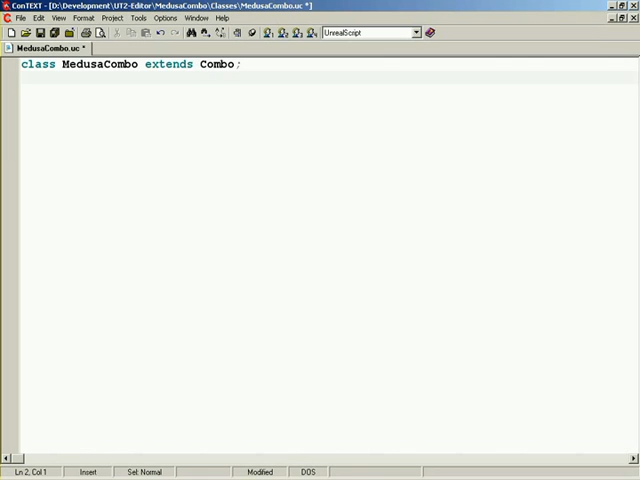 ConTEXT - [D:\Development\UT2-Editor\MedusaCombo\Classes\MedusaCombo.uc *]
File Edit View Format Project Tools Options Window Help
UnrealScript
MedusaCombo.uc *
class MedusaCombo extends Combo;
Ln 2, Col 1 Insert Sel: Normal Modified DOS